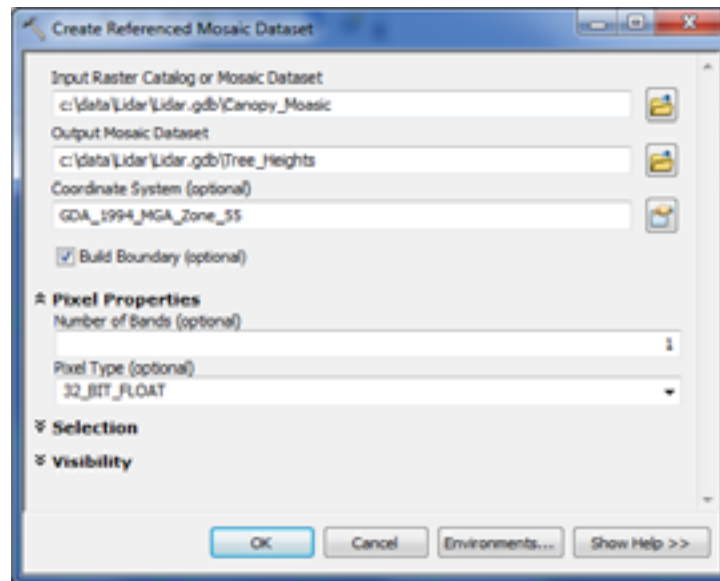 Create Referenced Mosaic Dataset
Input Raster Catalog or Mosaic Dataset
c:\data\Lidar\Lidar.gdb\Canopy_Moasic
Output Mosaic Dataset
c:\data\Lidar\Lidar.gdb\Tree_Heights
Coordinate System (optional)
GDA_1994_MGA_Zone_55
Build Boundary (optional)
Pixel Properties
Number of Bands (optional)
1
Pixel Type (optional)
32_BIT_FLOAT
Selection
Visibility
OK Cancel Environments... Show Help >>